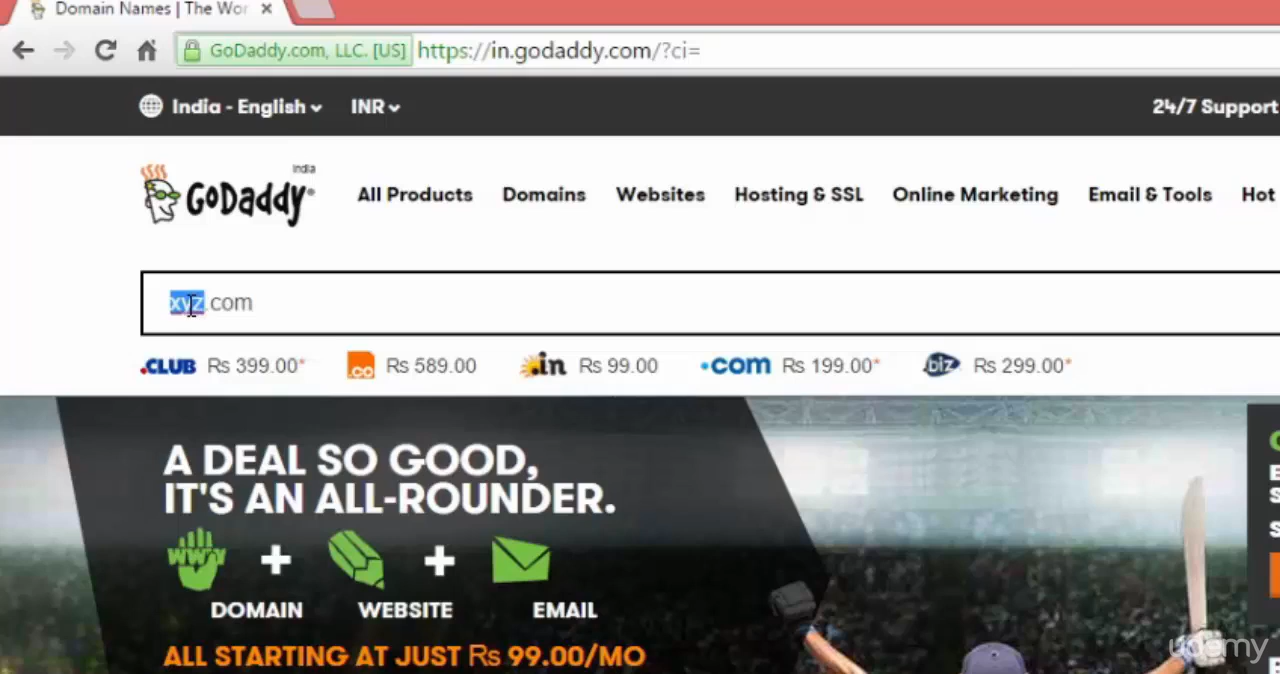 Domain Names | The Wor
GoDaddy.com, LLC. [US] https://in.godaddy.com/?ci=
India - English INR 24/7 Support
India
GoDaddy All Products Domains Websites Hosting & SSL Online Marketing Email & Tools Hot
xyz.com
.CLUB Rs 399.00* .co Rs 589.00 .in Rs 99.00 .com Rs 199.00* .biz Rs 299.00*
A DEAL SO GOOD,
IT'S AN ALL-ROUNDER.
www + +
DOMAIN WEBSITE EMAIL
ALL STARTING AT JUST Rs 99.00/MO
udemy